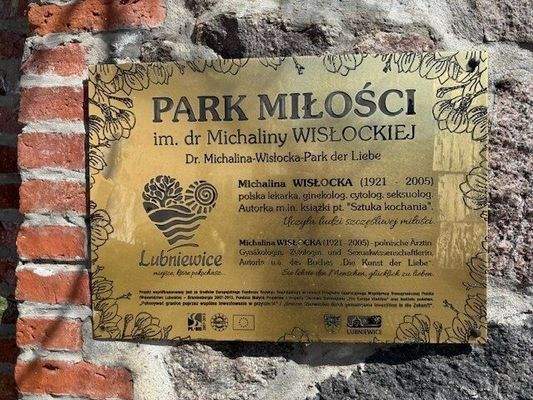 PARK MIŁOŚCI
im. dr Michaliny WISŁOCKIEJ
Dr. Michalina-Wisłocka-Park der Liebe
Michalina WISŁOCKA (1921 - 2005)
polska lekarka, ginekolog, cytolog, seksuolog.
Autorka m.in. książki pt. "Sztuka kochania".
Uczyła ludzi szczęśliwej miłości
Michalina WISŁOCKA (1921 - 2005) - polnische Ärztin
Gynäkologin, Zytologin und Sexualwissenschaftlerin.
Autorin u.a. des Buches „Die Kunst der Liebe".
Sie lehrte die Menschen, glücklich zu lieben.
Lubniewice
miejsce, które pokochasz...
LUBNIEWICE